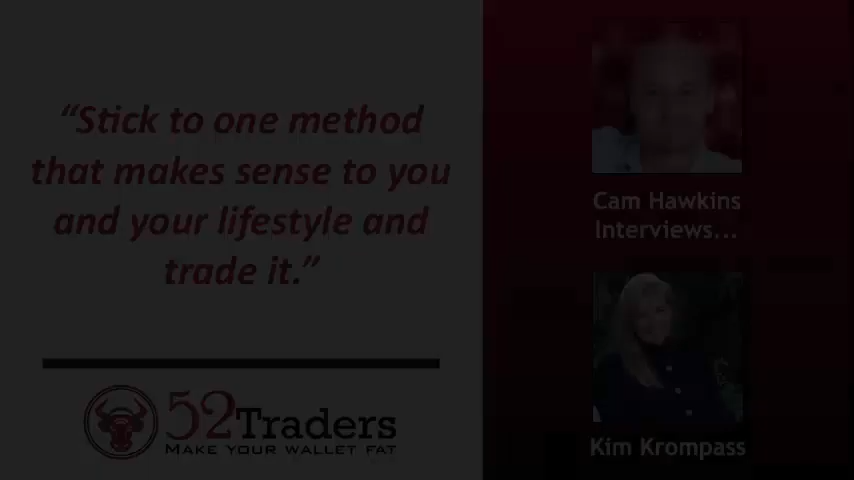 “Stick to one method
that makes sense to you
and your lifestyle and
trade it.”
52Traders
MAKE YOUR WALLET FAT
Cam Hawkins
Interviews...
Kim Krompass